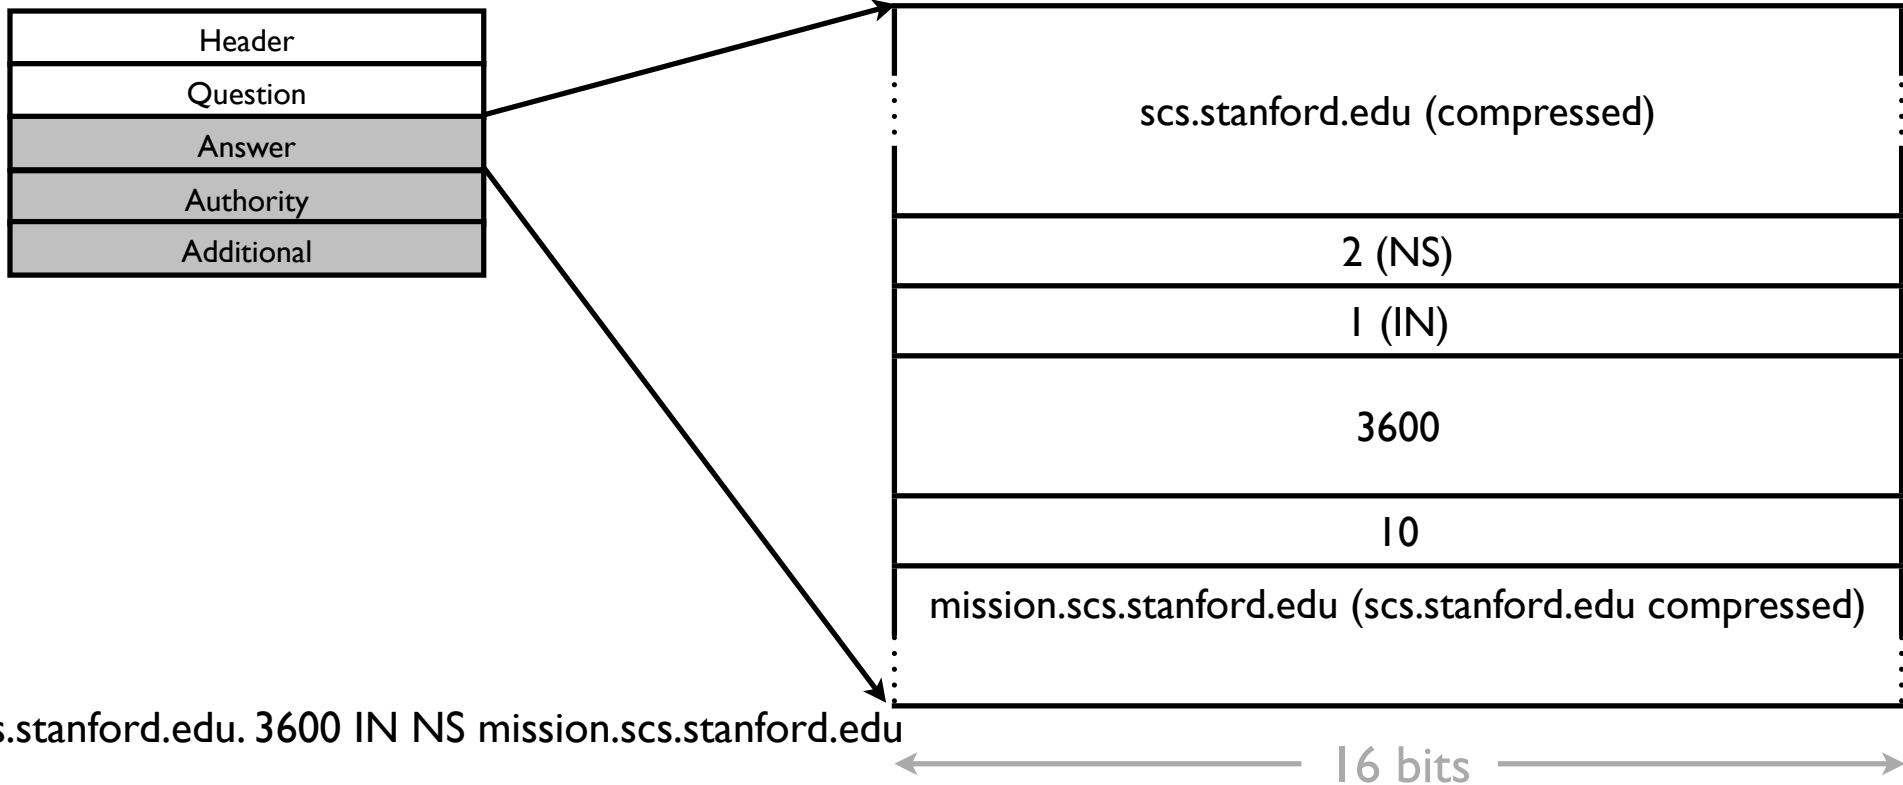 Header
Question
Answer
Authority
Additional
scs.stanford.edu (compressed)
2 (NS)
1 (IN)
3600
10
mission.scs.stanford.edu (scs.stanford.edu compressed)
s.stanford.edu. 3600 IN NS mission.scs.stanford.edu
16 bits